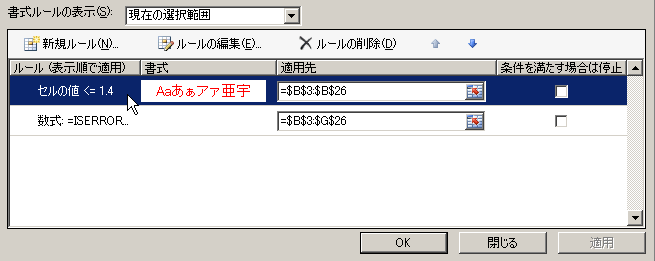 書式ルールの表示(S): 現在の選択範囲
新規ルール(N)... ルールの編集(E)... ルールの削除(D)
ルール (表示順で適用) 書式 適用先 条件を満たす場合は停止
セルの値 <= 1.4 Aaあぁアァ亜宇 =$B$3:$B$26
数式: =ISERROR... =$B$3:$G$26
OK 閉じる 適用